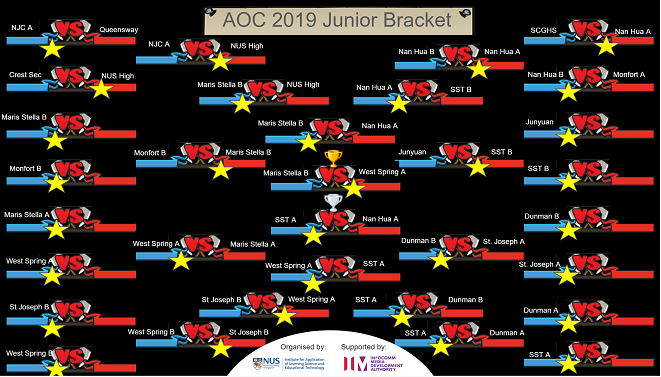 AOC 2019 Junior Bracket
NJC A VS Queensway
NJC A VS NUS High
Nan Hua B VS Nan Hua A
SCGHS VS Nan Hua A
Crest Sec VS NUS High
Maris Stella B VS NUS High
Nan Hua A VS SST B
Nan Hua B VS Monfort A
Maris Stella B VS
Maris Stella B VS Nan Hua A
Junyuan VS
Monfort B VS
Monfort B VS Maris Stella B
Maris Stella B VS West Spring A
Junyuan VS SST B
SST B VS
Maris Stella A VS
SST A VS Nan Hua A
Dunman B VS
West Spring A VS
West Spring A VS Maris Stella A
West Spring A VS SST A
Dunman B VS St. Joseph A
St. Joseph A VS
St Joseph B VS
St Joseph B VS West Spring A
SST A VS Dunman B
Dunman A VS
West Spring B VS
West Spring B VS St Joseph B
SST A VS Dunman A
SST A VS
Organised by: Supported by:
NUS
Institute for Application
of Learning Science and
Educational Technology
IM
INFOCOMM
MEDIA
DEVELOPMENT
AUTHORITY